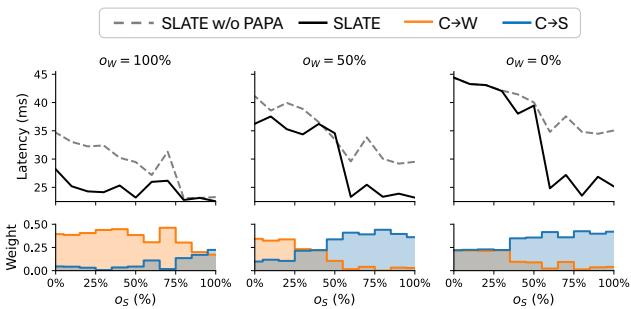 SLATE w/o PAPA SLATE C→W C→S
o_W = 100% o_W = 50% o_W = 0%
Latency (ms)
45
40
35
30
25
Weight
0.50
0.25
0.00
0% 25% 50% 75% 100% 0% 25% 50% 75% 100% 0% 25% 50% 75% 100%
o_S (%) o_S (%) o_S (%)